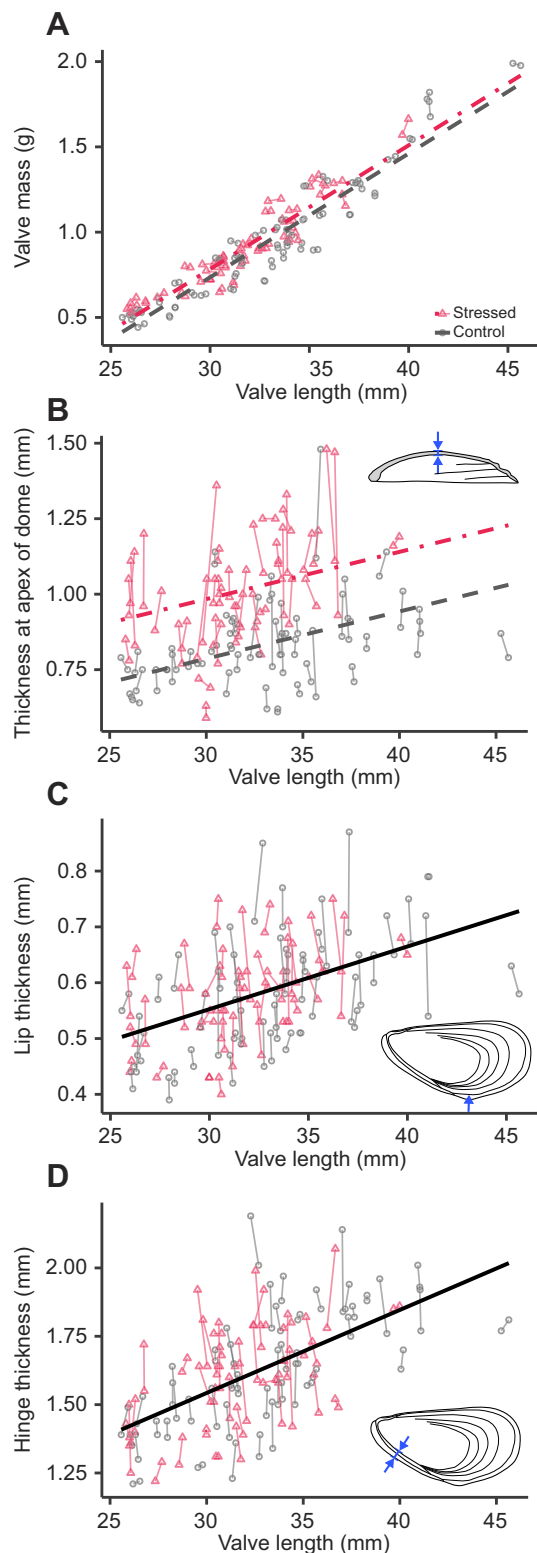 A
Valve mass (g)
2.0
1.5
1.0
0.5
Stressed
Control
25 30 35 40 45
Valve length (mm)
B
Thickness at apex of dome (mm)
1.50
1.25
1.00
0.75
25 30 35 40 45
Valve length (mm)
C
Lip thickness (mm)
0.8
0.7
0.6
0.5
0.4
25 30 35 40 45
Valve length (mm)
D
Hinge thickness (mm)
2.00
1.75
1.50
1.25
25 30 35 40 45
Valve length (mm)